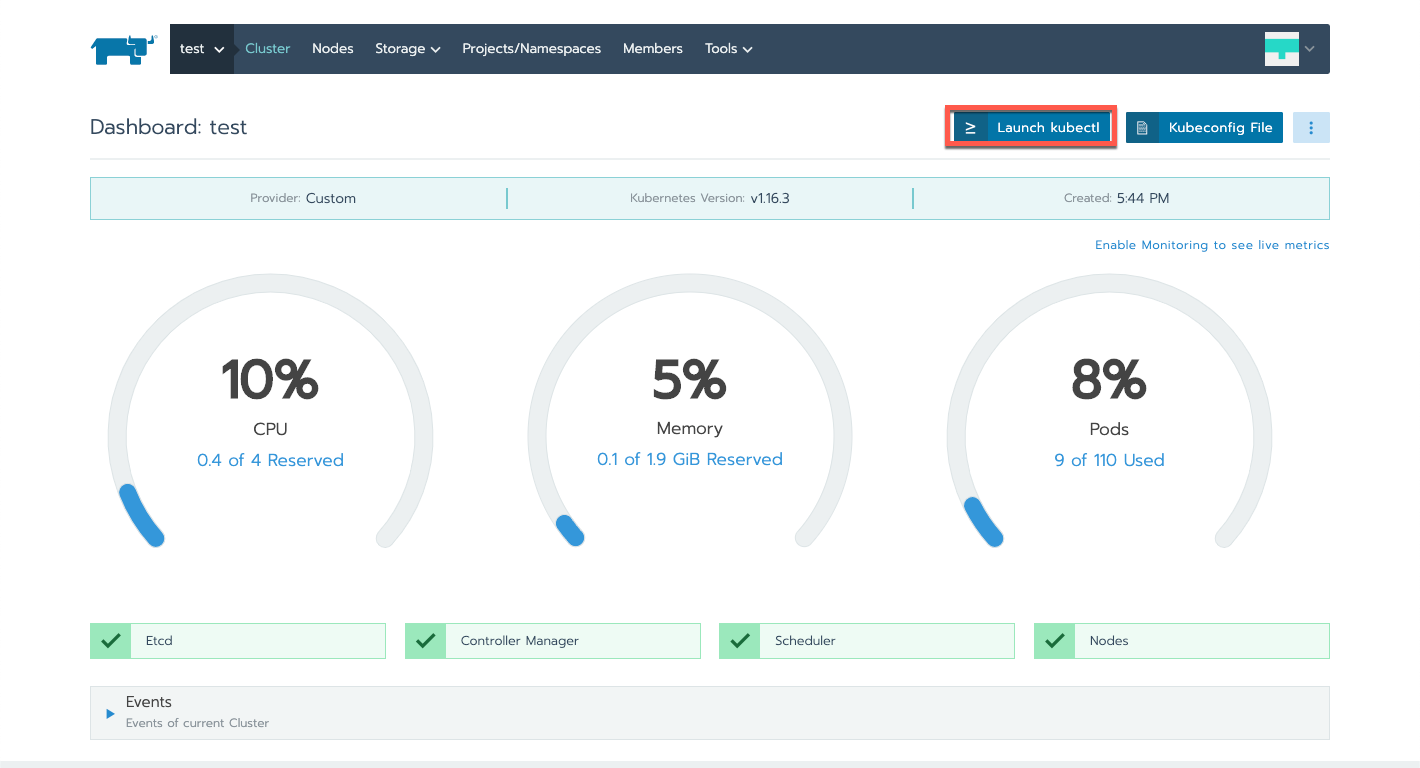 test Cluster Nodes Storage Projects/Namespaces Members Tools
Dashboard: test
Launch kubectl
Kubeconfig File
Provider: Custom
Kubernetes Version: v1.16.3
Created: 5:44 PM
Enable Monitoring to see live metrics
10%
CPU
0.4 of 4 Reserved
5%
Memory
0.1 of 1.9 GiB Reserved
8%
Pods
9 of 110 Used
Etcd
Controller Manager
Scheduler
Nodes
Events
Events of current Cluster